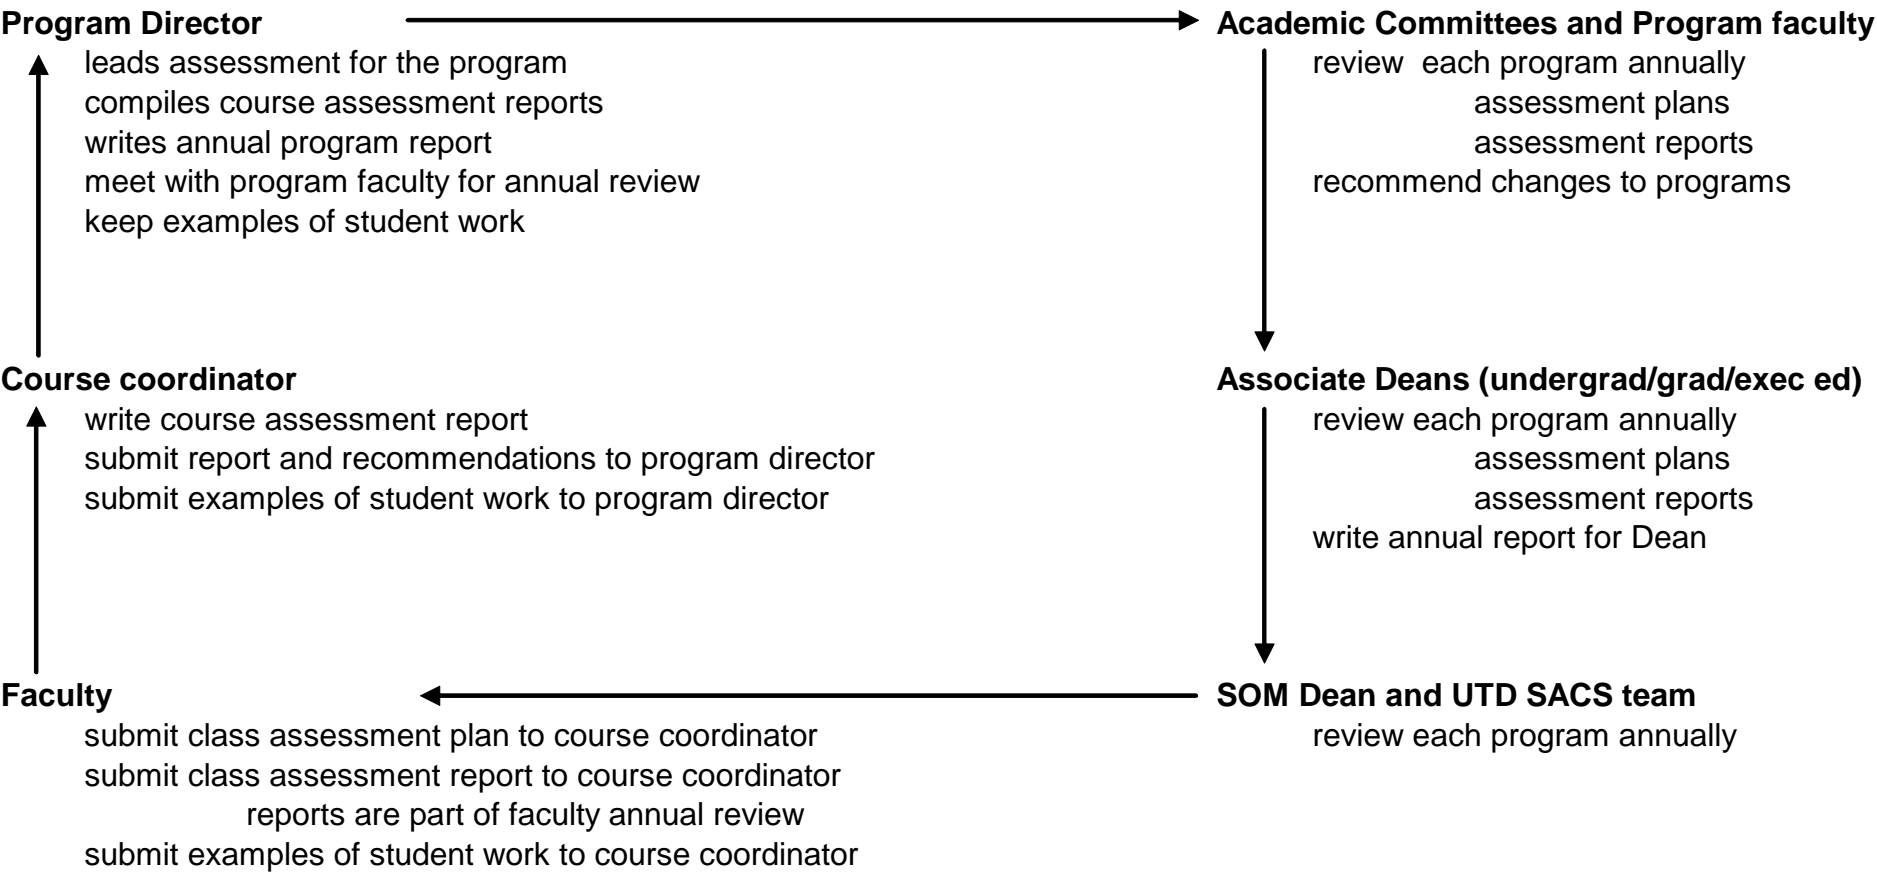 Program Director
leads assessment for the program
compiles course assessment reports
writes annual program report
meet with program faculty for annual review
keep examples of student work
Academic Committees and Program faculty
review  each program annually
assessment plans
assessment reports
recommend changes to programs
Course coordinator
write course assessment report
submit report and recommendations to program director
submit examples of student work to program director
Associate Deans (undergrad/grad/exec ed)
review each program annually
assessment plans
assessment reports
write annual report for Dean
Faculty
submit class assessment plan to course coordinator
submit class assessment report to course coordinator
reports are part of faculty annual review
submit examples of student work to course coordinator
SOM Dean and UTD SACS team
review each program annually